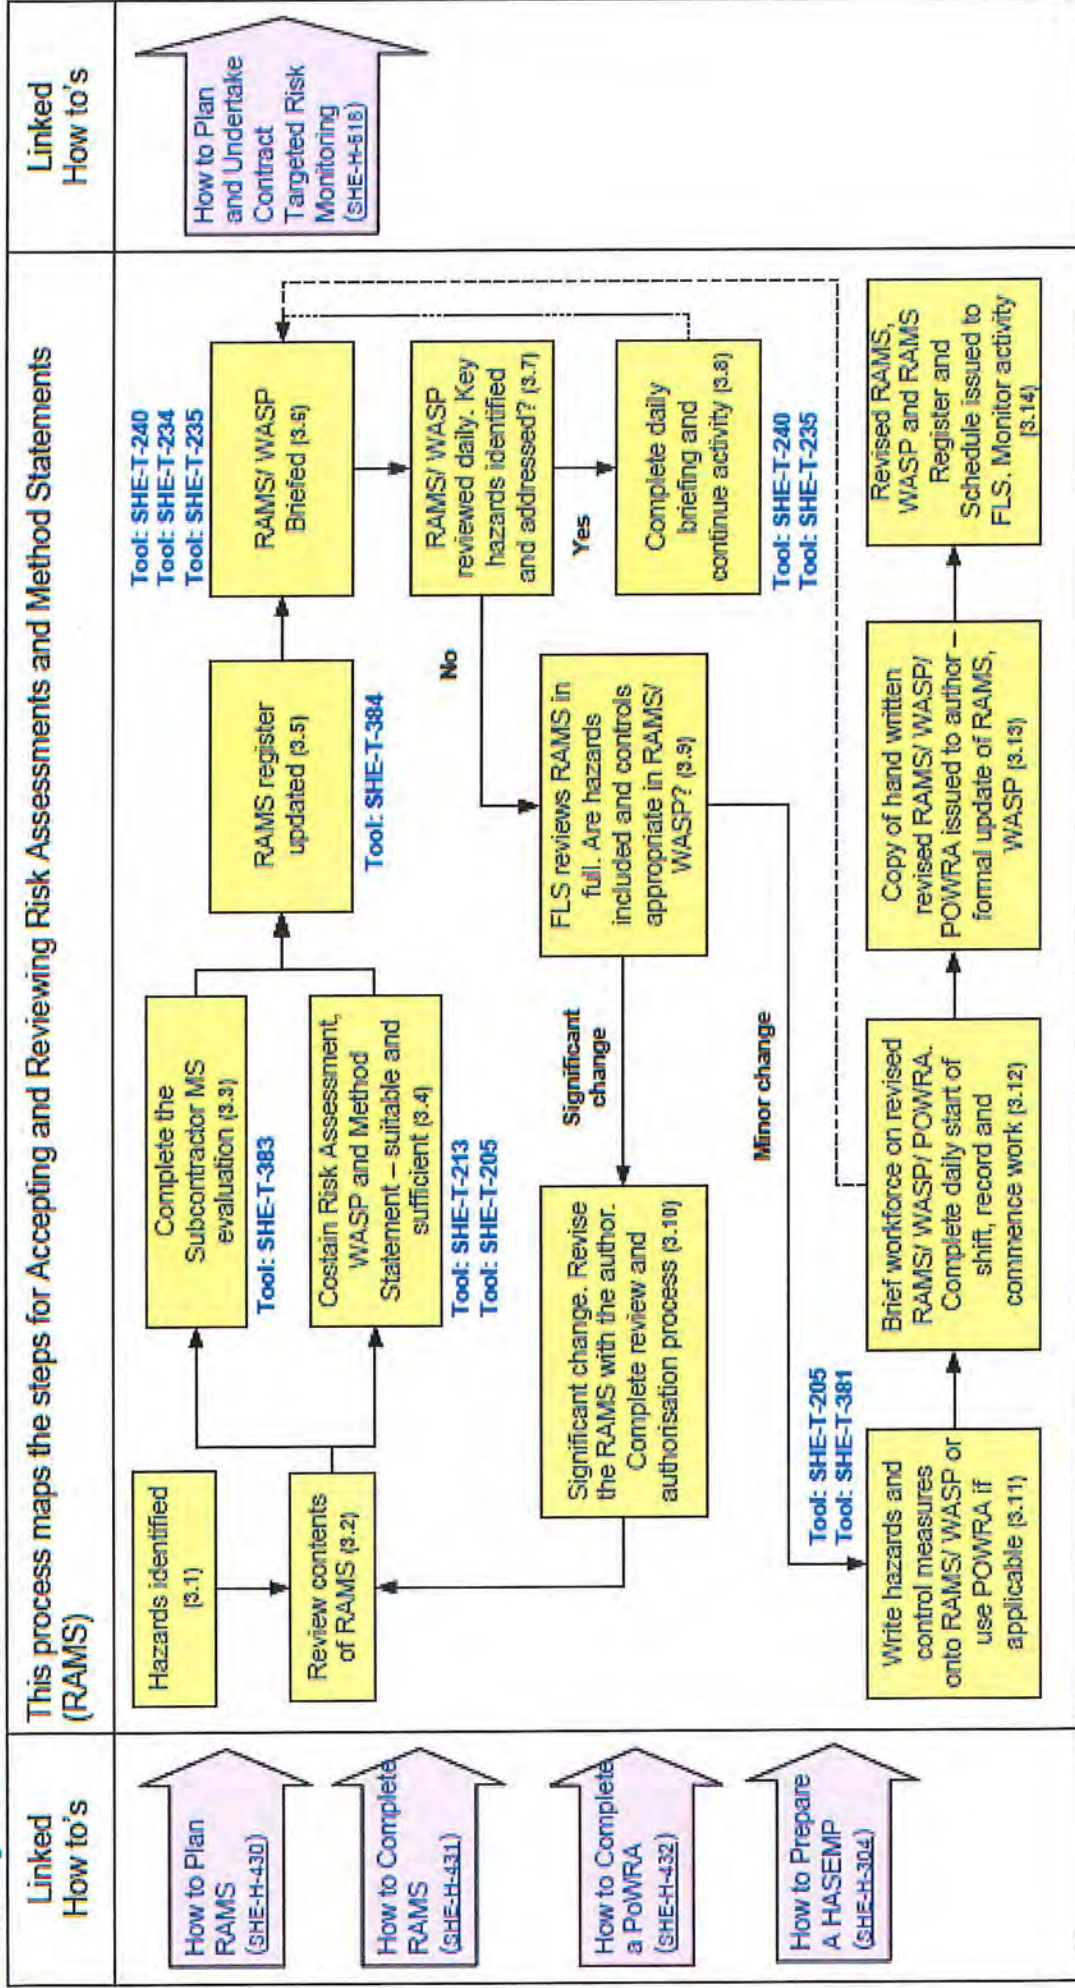 Linked
How to's
This process maps the steps for Accepting and Reviewing Risk Assessments and Method Statements
(RAMS)
Linked
How to's
How to Plan
RAMS
(SHE-H-430)
How to Complete
RAMS
(SHE-H-431)
How to Complete
a PoWRA
(SHE-H-432)
How to Prepare
A HASEMP
(SHE-H-304)
Hazards identified
(3.1)
Review contents
of RAMS (3.2)
Complete the
Subcontractor MS
evaluation (3.3)
Tool: SHE-T-383
Costain Risk Assessment,
WASP and Method
Statement – suitable and
sufficient (3.4)
Tool: SHE-T-213
Tool: SHE-T-205
RAMS register
updated (3.5)
Tool: SHE-T-384
Tool: SHE-T-240
Tool: SHE-T-234
Tool: SHE-T-235
RAMS/ WASP
Briefed (3.6)
RAMS/ WASP
reviewed daily. Key
hazards identified
and addressed? (3.7)
Yes
No
Complete daily
briefing and
continue activity (3.8)
Tool: SHE-T-240
Tool: SHE-T-235
FLS reviews RAMS in
full. Are hazards
included and controls
appropriate in RAMS/
WASP? (3.9)
Significant
change
Significant change. Revise
the RAMS with the author.
Complete review and
authorisation process (3.10)
Minor change
Tool: SHE-T-205
Tool: SHE-T-381
Write hazards and
control measures
onto RAMS/ WASP or
use POWRA if
applicable (3.11)
Brief workforce on revised
RAMS/ WASP/ POWRA.
Complete daily start of
shift, record and
commence work (3.12)
Copy of hand written
revised RAMS/ WASP/
POWRA issued to author –
formal update of RAMS,
WASP (3.13)
Revised RAMS,
WASP and RAMS
Register and
Schedule issued to
FLS. Monitor activity
(3.14)
How to Plan
and Undertake
Contract
Targeted Risk
Monitoring
(SHE-H-618)